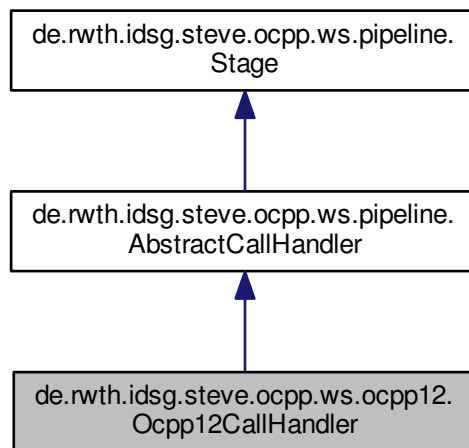 de.rwth.idsg.steve.ocpp.ws.pipeline.
Stage
de.rwth.idsg.steve.ocpp.ws.pipeline.
AbstractCallHandler
de.rwth.idsg.steve.ocpp.ws.ocpp12.
Ocpp12CallHandler